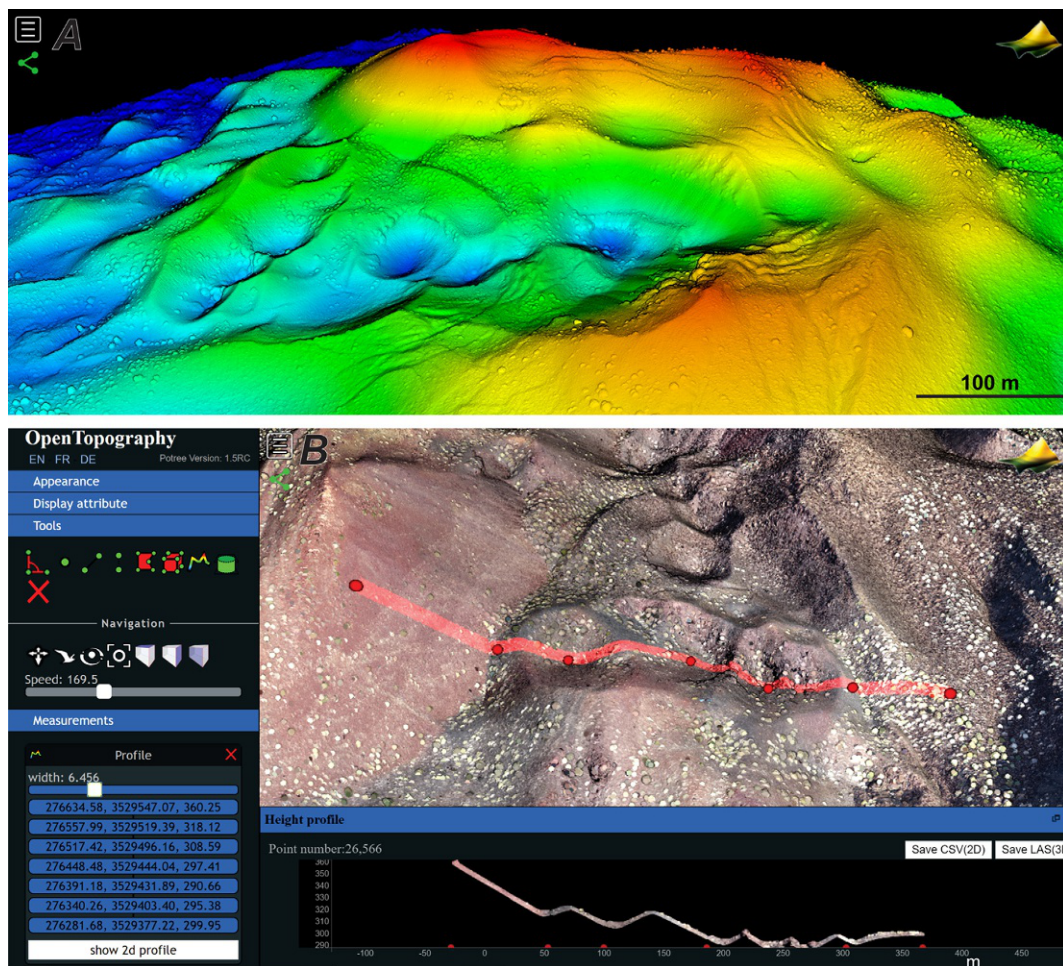 A
100 m
OpenTopography
EN FR DE
Potree Version: 1.5RC
Appearance
Display attribute
Tools
Navigation
Speed: 169.5
Measurements
Profile
width: 6.456
276634.58, 3529547.07, 360.25
276557.99, 3529519.39, 318.12
276517.42, 3529496.16, 308.59
276448.48, 3529444.04, 297.41
276391.18, 3529431.89, 290.66
276340.26, 3529403.40, 295.38
276281.68, 3529377.22, 299.95
show 2d profile
B
Height profile
Point number:26,566
Save CSV(2D)
Save LAS(3
360
350
340
330
320
310
300
290
-100 -50 0 50 100 150 200 250 300 350 400 450
m